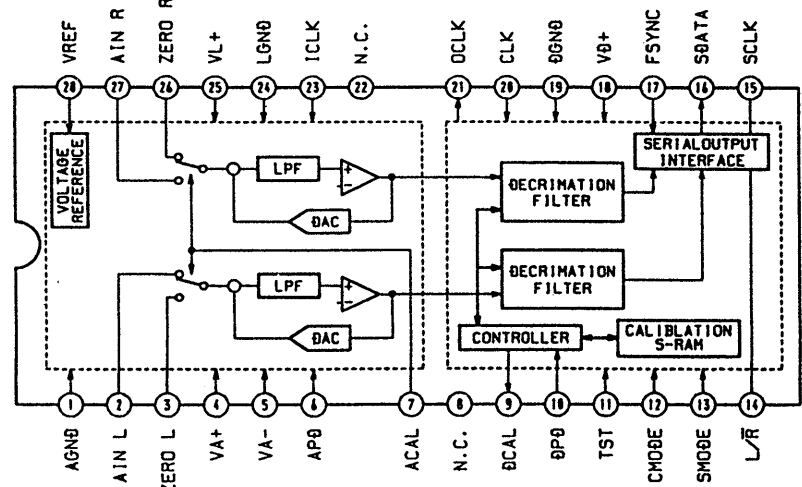 VREF
AIN R
ZERO R
VL+
LGND
ICLK
N.C.
OCLK
CLK
DGND
VD+
FSYNC
SDATA
SCLK
28
27
26
25
24
23
22
21
20
19
18
17
16
15
VOLTAGE
REFERENCE
LPF
+
-
DAC
DECRIMATION
FILTER
SERIALOUTPUT
INTERFACE
LPF
+
-
DAC
DECRIMATION
FILTER
CONTROLLER
CALIBLATION
S-RAM
1
2
3
4
5
6
7
8
9
10
11
12
13
14
AGND
AIN L
ZERO L
VA+
VA-
APD
ACAL
N.C.
DCAL
DPD
TST
CMODE
SMODE
L/R̅